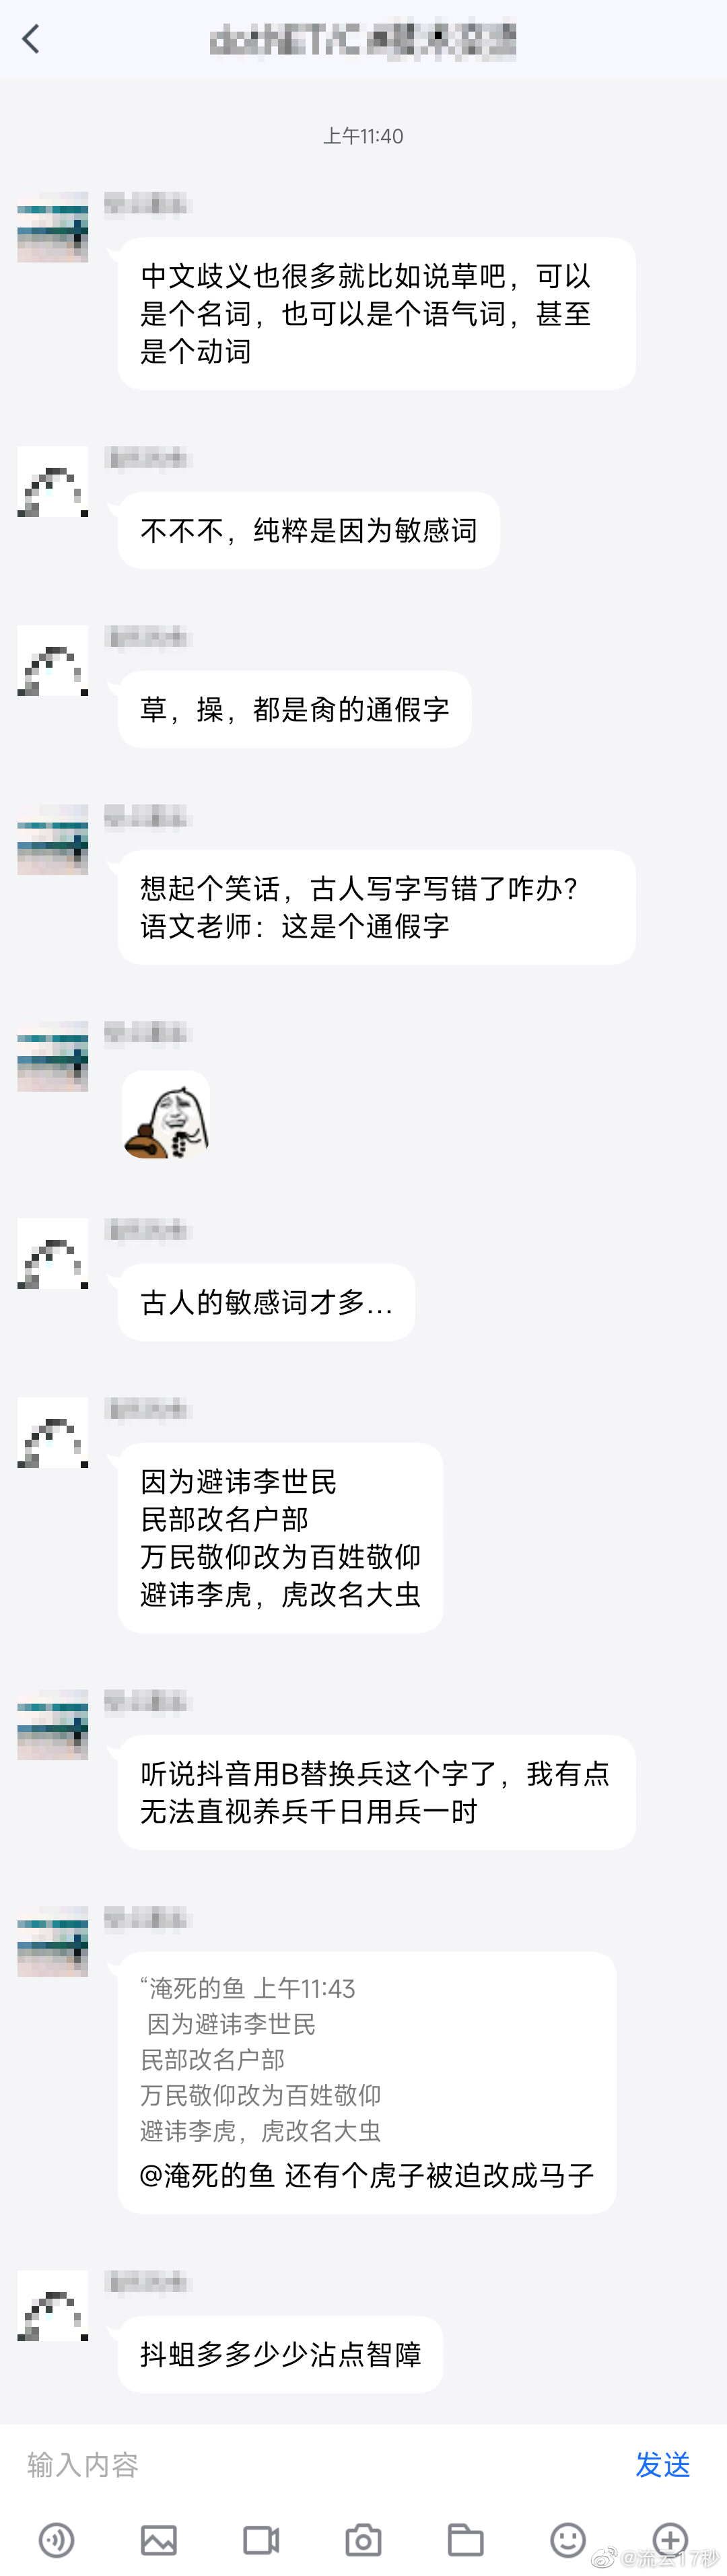 上午11:40
中文歧义也很多就比如说草吧，可以
是个名词，也可以是个语气词，甚至
是个动词
不不不，纯粹是因为敏感词
草，操，都是肏的通假字
想起个笑话，古人写字写错了咋办？
语文老师：这是个通假字
古人的敏感词才多...
因为避讳李世民
民部改名户部
万民敬仰改为百姓敬仰
避讳李虎，虎改名大虫
听说抖音用B替换兵这个字了，我有点
无法直视养兵千日用兵一时
“淹死的鱼 上午11:43
因为避讳李世民
民部改名户部
万民敬仰改为百姓敬仰
避讳李虎，虎改名大虫
@淹死的鱼 还有个虎子被迫改成马子
抖蛆多多少少沾点智障
输入内容
发送
@流云17秒